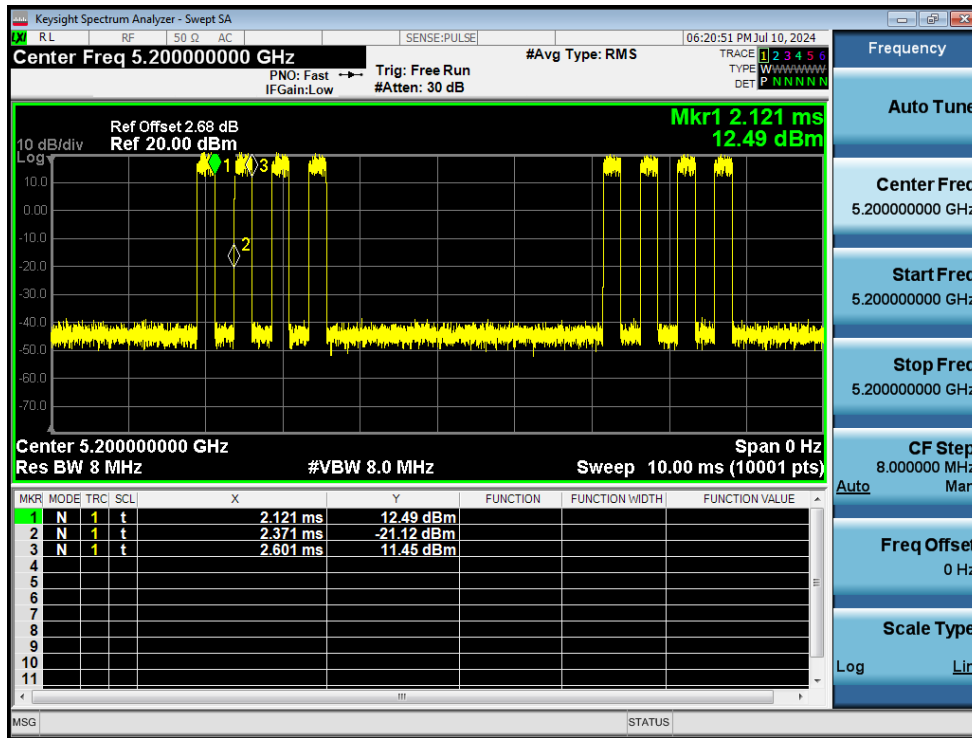 Keysight Spectrum Analyzer - Swept SA
LXI RL RF 50 Ω AC SENSE:PULSE 06:20:51 PM Jul 10, 2024
Center Freq 5.200000000 GHz
#Avg Type: RMS
TRACE 1 2 3 4 5 6
PNO: Fast Trig: Free Run
TYPE WWWWWW
IFGain:Low #Atten: 30 dB
DET P N N N N N
Mkr1 2.121 ms
12.49 dBm
Ref Offset 2.68 dB
10 dB/div Ref 20.00 dBm
Log
1 3
10.0
0.00
-10.0
2
-20.0
-30.0
-40.0
-50.0
-60.0
-70.0
Center 5.200000000 GHz Span 0 Hz
Res BW 8 MHz #VBW 8.0 MHz Sweep 10.00 ms (10001 pts)
MKR MODE TRC SCL X Y FUNCTION FUNCTION WIDTH FUNCTION VALUE
1 N 1 t 2.121 ms 12.49 dBm
2 N 1 t 2.371 ms -21.12 dBm
3 N 1 t 2.601 ms 11.45 dBm
4
5
6
7
8
9
10
11
MSG STATUS
Frequency
Auto Tune
Center Freq
5.200000000 GHz
Start Freq
5.200000000 GHz
Stop Freq
5.200000000 GHz
CF Step
8.000000 MHz
Auto Man
Freq Offset
0 Hz
Scale Type
Log Lin